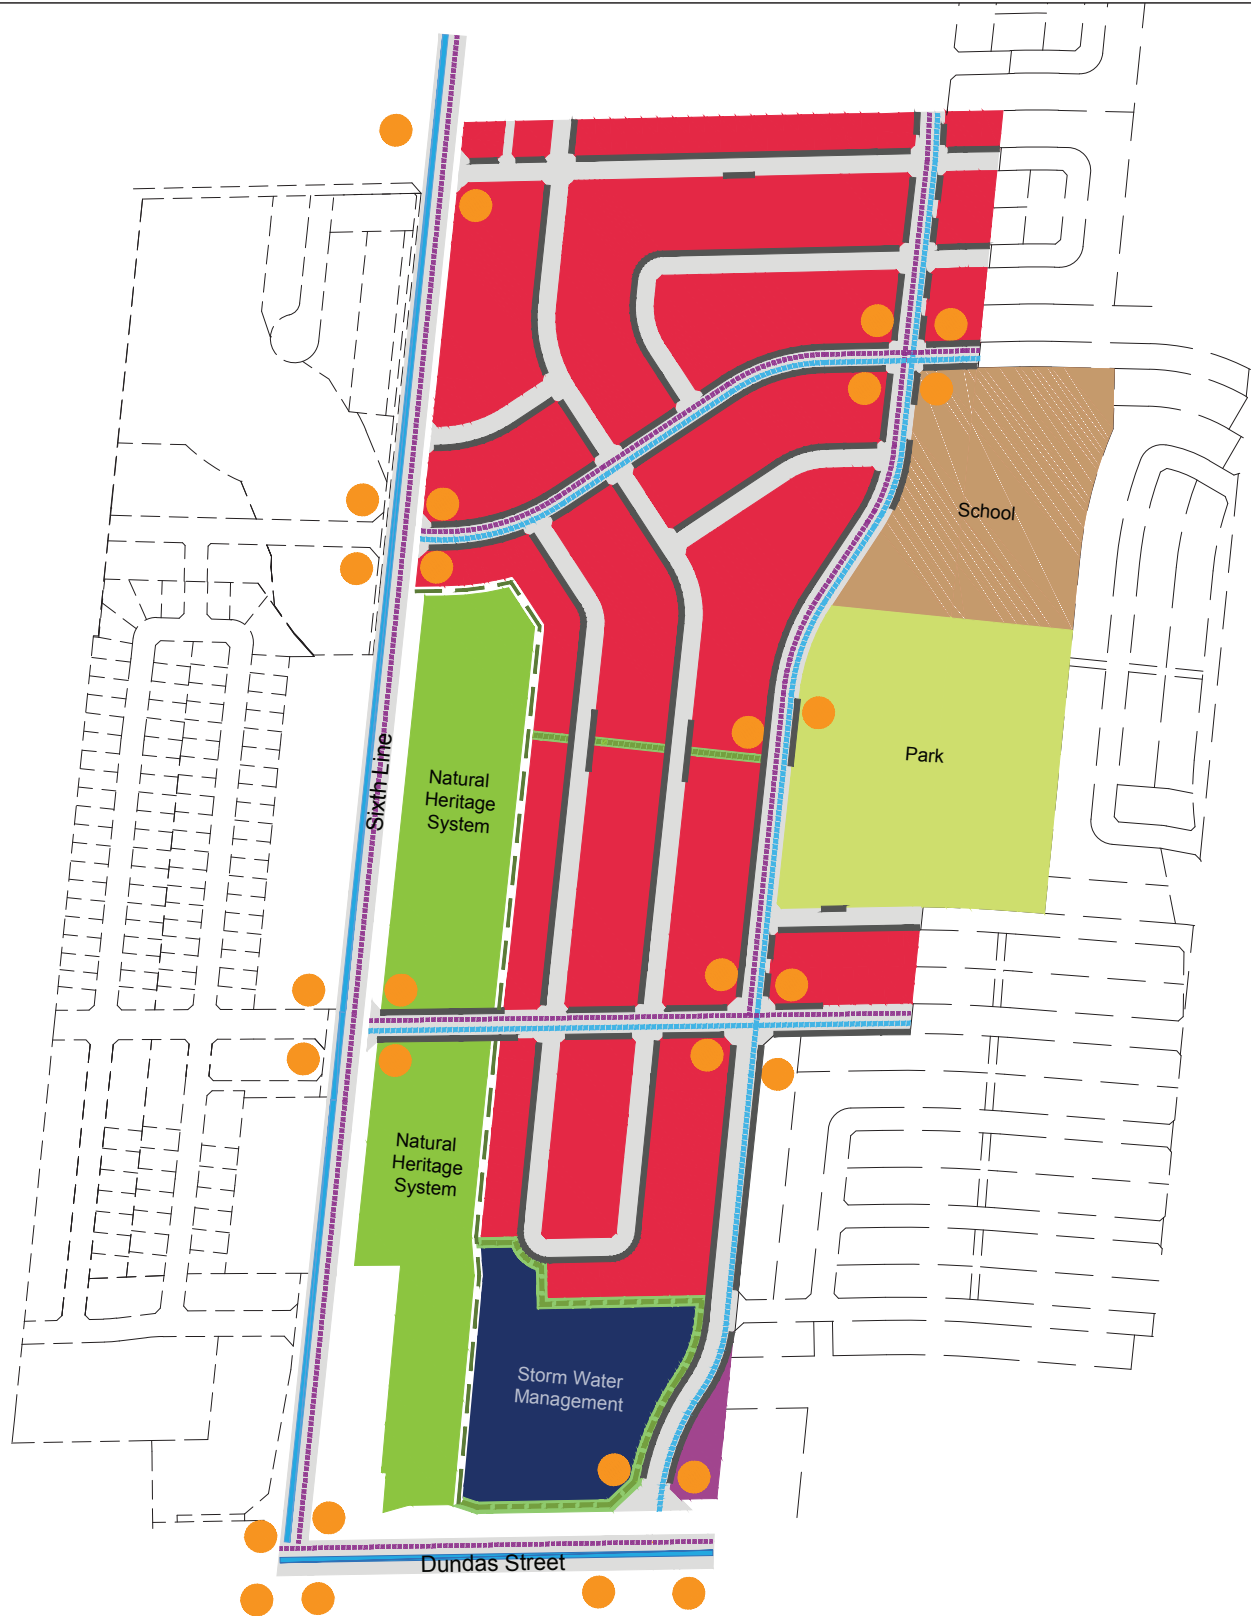 School
Park
Sixth Line
Natural
Heritage
System
Natural
Heritage
System
Storm Water
Management
Dundas Street